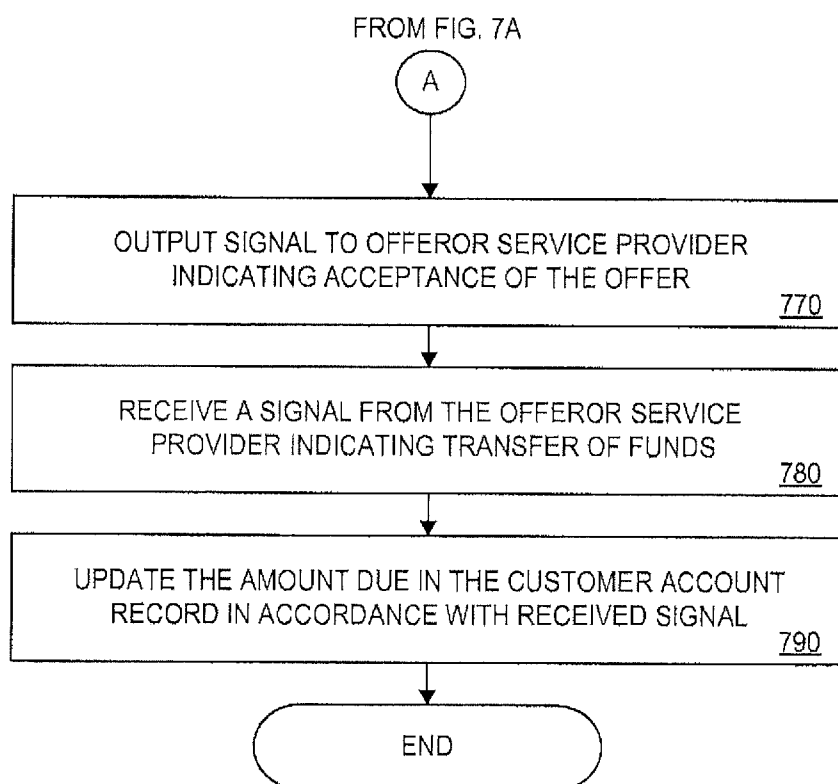 FROM FIG. 7A
A
OUTPUT SIGNAL TO OFFEROR SERVICE PROVIDER
INDICATING ACCEPTANCE OF THE OFFER
770
RECEIVE A SIGNAL FROM THE OFFEROR SERVICE
PROVIDER INDICATING TRANSFER OF FUNDS
780
UPDATE THE AMOUNT DUE IN THE CUSTOMER ACCOUNT
RECORD IN ACCORDANCE WITH RECEIVED SIGNAL
790
END